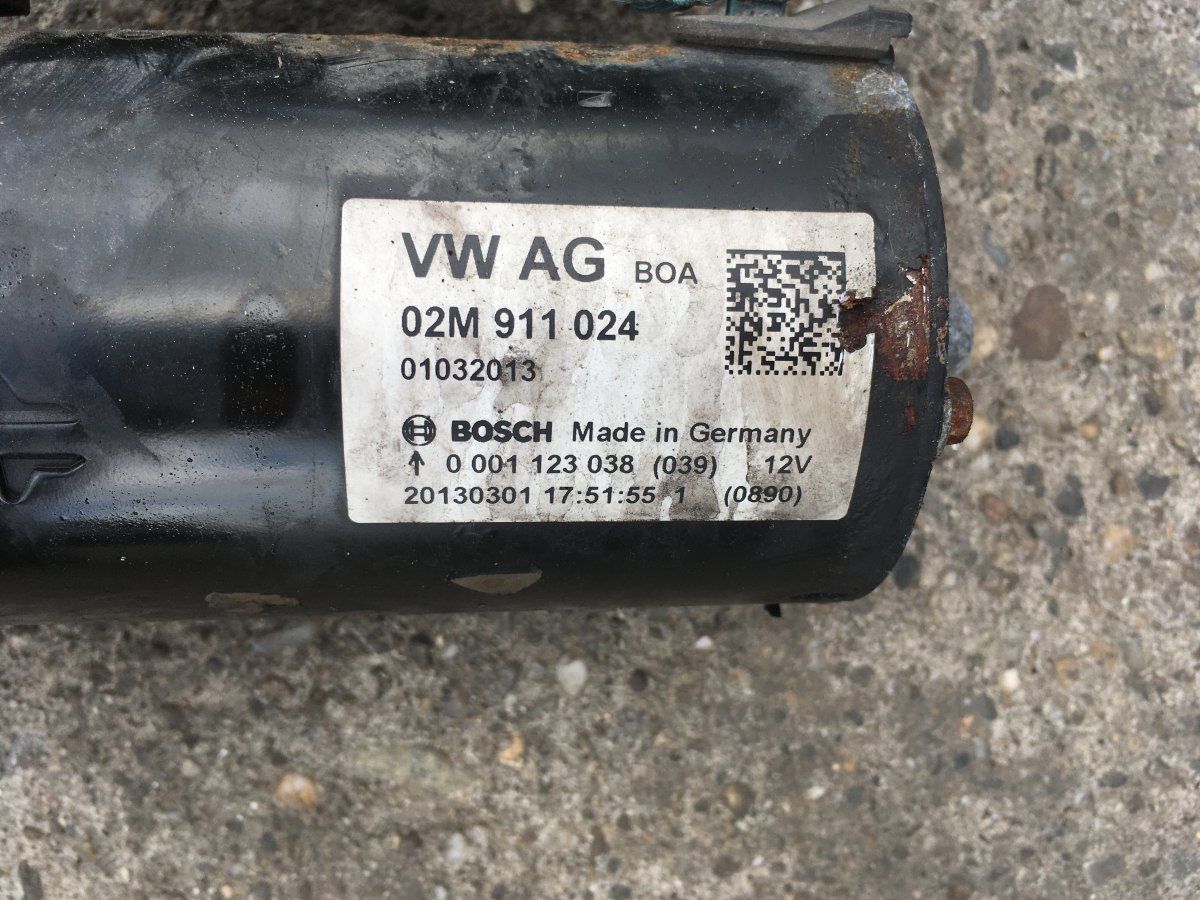 VW AG BOA
02M 911 024
01032013
BOSCH Made in Germany
↑ 0 001 123 038 (039) 12V
20130301 17:51:55 1 (0890)